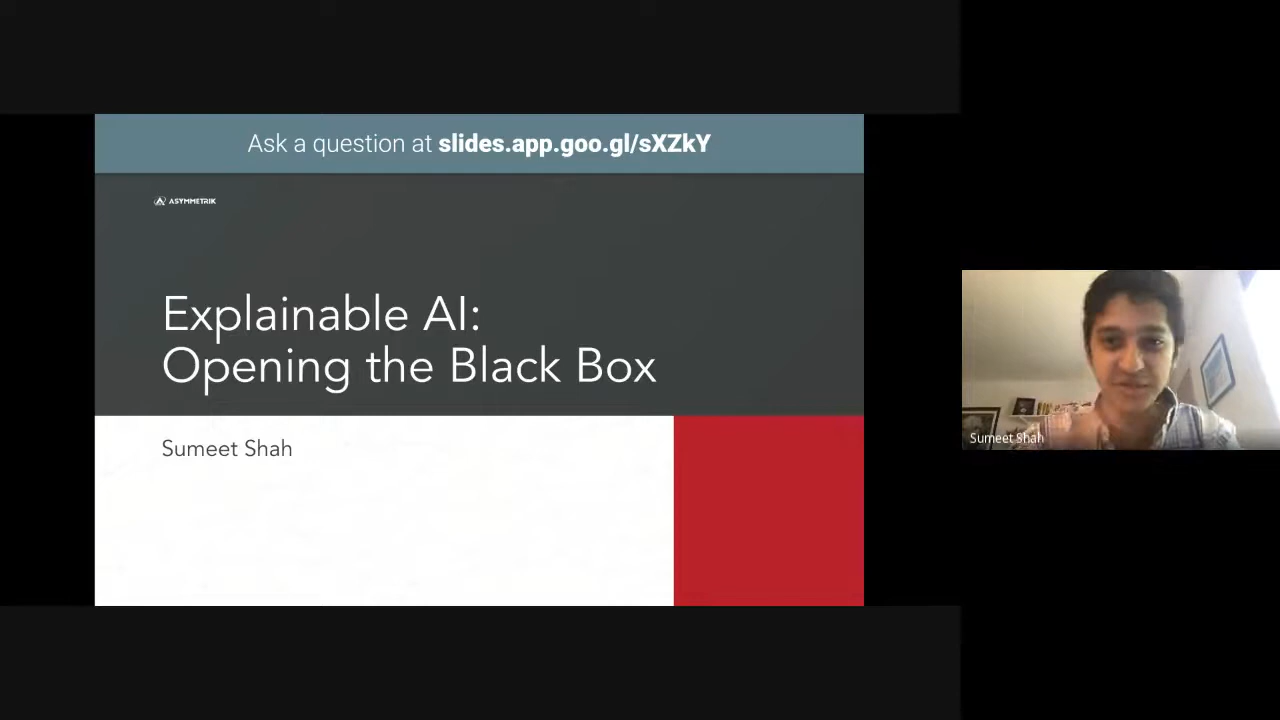 Ask a question at slides.app.goo.gl/sXZkY
ASYMMETRIK
Explainable AI:
Opening the Black Box
Sumeet Shah
Sumeet Shah